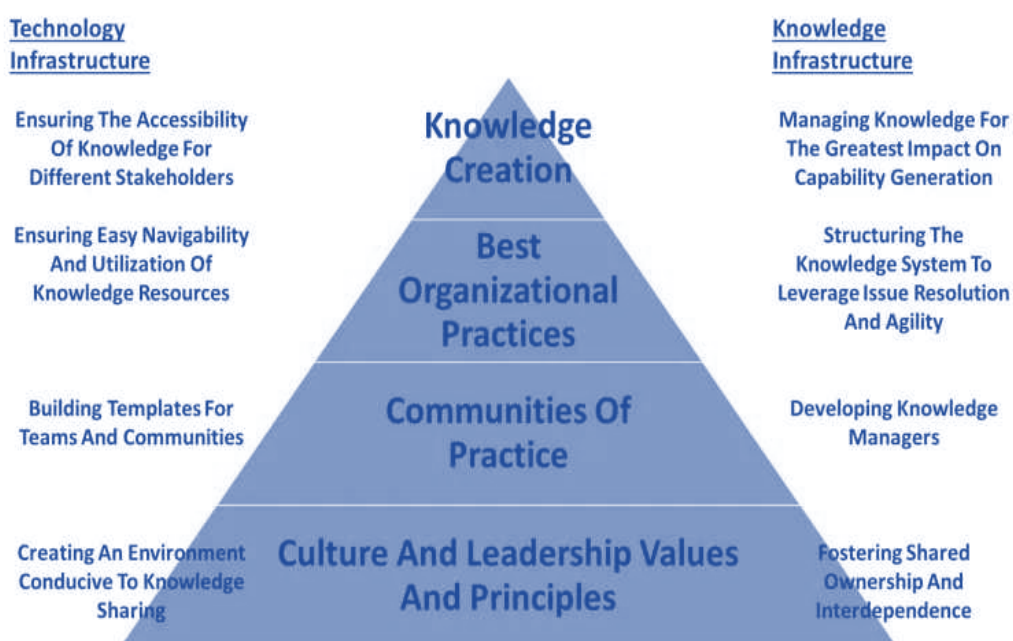 Technology
Infrastructure
Ensuring The Accessibility
Of Knowledge For
Different Stakeholders
Ensuring Easy Navigability
And Utilization Of
Knowledge Resources
Building Templates For
Teams And Communities
Creating An Environment
Conducive To Knowledge
Sharing
Knowledge
Creation
Best
Organizational
Practices
Communities Of
Practice
Culture And Leadership Values
And Principles
Knowledge
Infrastructure
Managing Knowledge For
The Greatest Impact On
Capability Generation
Structuring The
Knowledge System To
Leverage Issue Resolution
And Agility
Developing Knowledge
Managers
Fostering Shared
Ownership And
Interdependence